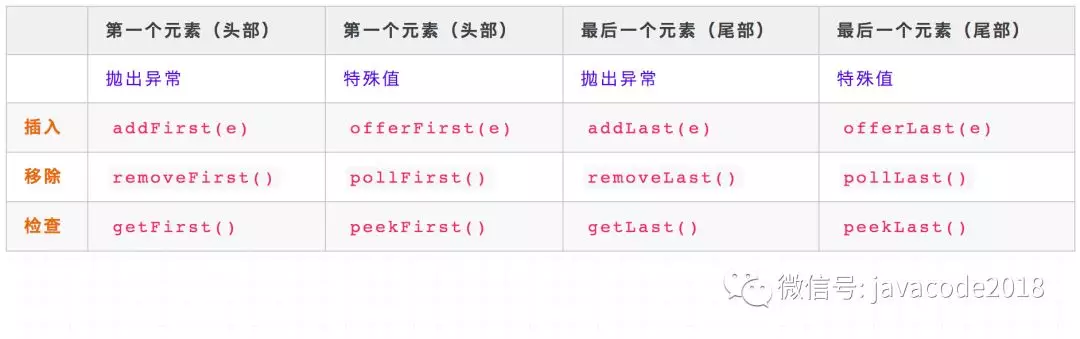 第一个元素（头部） 第一个元素（头部） 最后一个元素（尾部） 最后一个元素（尾部）
抛出异常 特殊值 抛出异常 特殊值
插入 addFirst(e) offerFirst(e) addLast(e) offerLast(e)
移除 removeFirst() pollFirst() removeLast() pollLast()
检查 getFirst() peekFirst() getLast() peekLast()
微信号: javacode2018